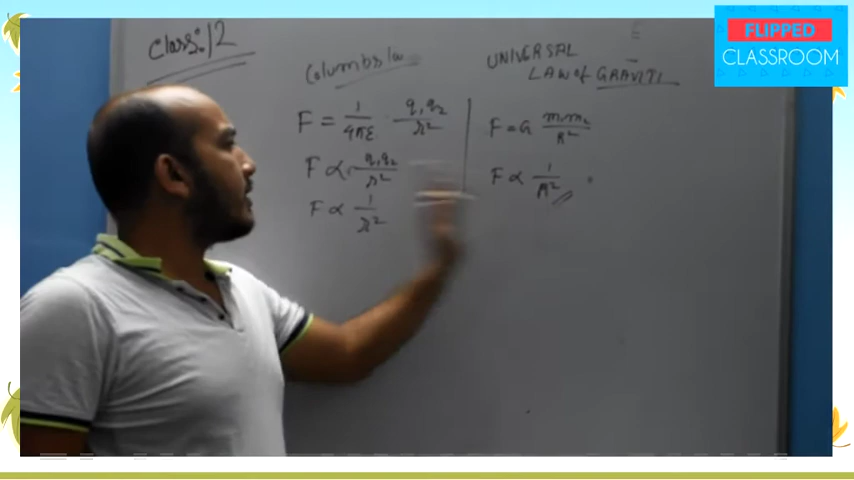 FLIPPED
CLASSROOM
Class: 12
Columbs la
F = 1/4πε · q1q2/r²
F ∝ q1q2/r²
F ∝ 1/r²
UNIVERSAL
LAW of GRAVITI
F = G m1m2/R²
F ∝ 1/R²